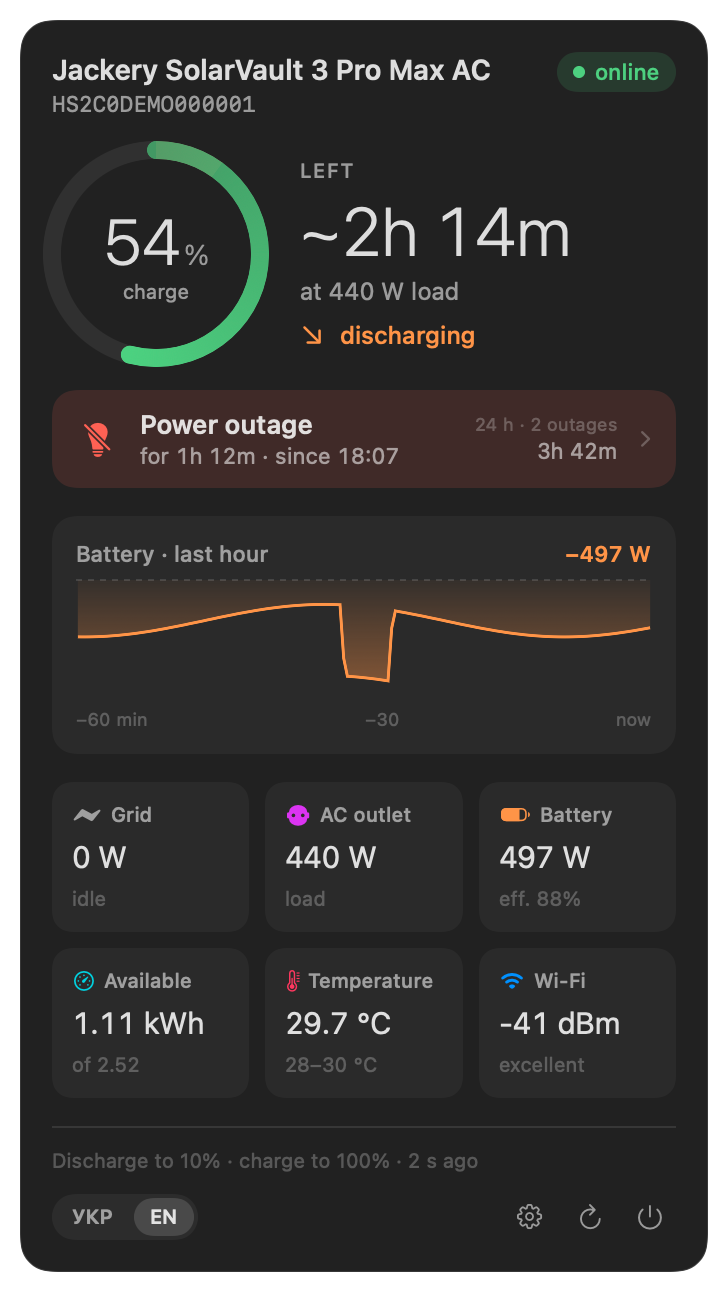 Jackery SolarVault 3 Pro Max AC
online
HS2C0DEMO000001
54%
charge
LEFT
~2h 14m
at 440 W load
discharging
Power outage
for 1h 12m · since 18:07
24 h · 2 outages
3h 42m
Battery · last hour
−497 W
−60 min
−30
now
Grid
0 W
idle
AC outlet
440 W
load
Battery
497 W
eff. 88%
Available
1.11 kWh
of 2.52
Temperature
29.7 °C
28–30 °C
Wi-Fi
-41 dBm
excellent
Discharge to 10% · charge to 100% · 2 s ago
УКР
EN